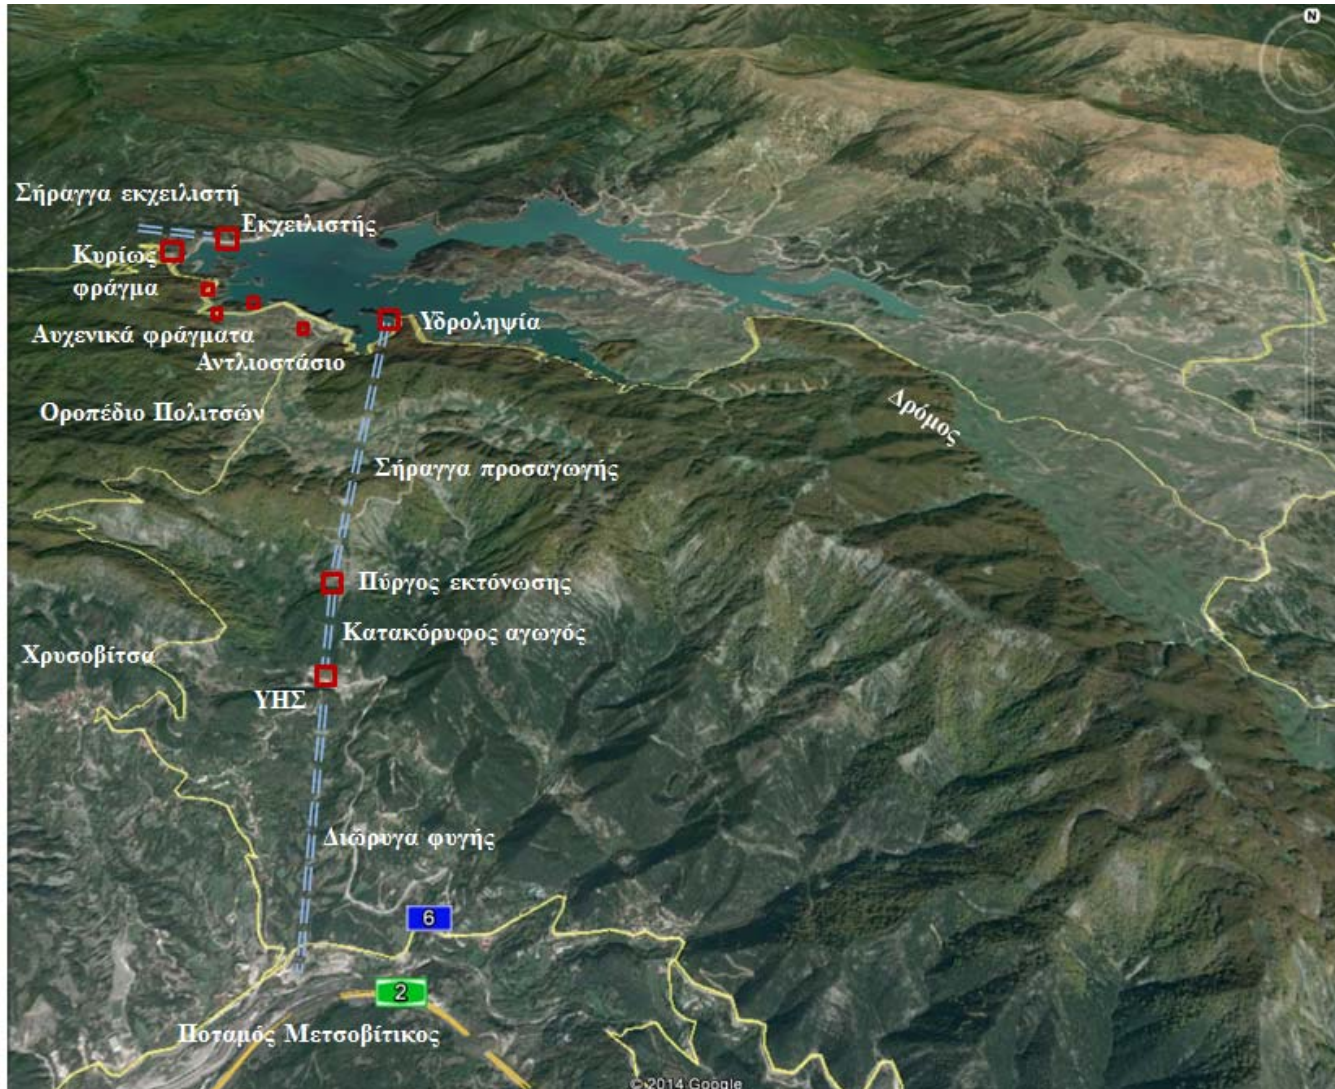 N
Σήραγγα εκχειλιστή
Εκχειλιστής
Κυρίως
φράγμα
Υδροληψία
Αυχενικά φράγματα
Αντλιοστάσιο
Οροπέδιο Πολιτσών
Δρόμος
Σήραγγα προσαγωγής
Πύργος εκτόνωσης
Κατακόρυφος αγωγός
Χρυσοβίτσα
ΥΗΣ
Διώρυγα φυγής
6
2
Ποταμός Μετσοβίτικος
© 2014 Google